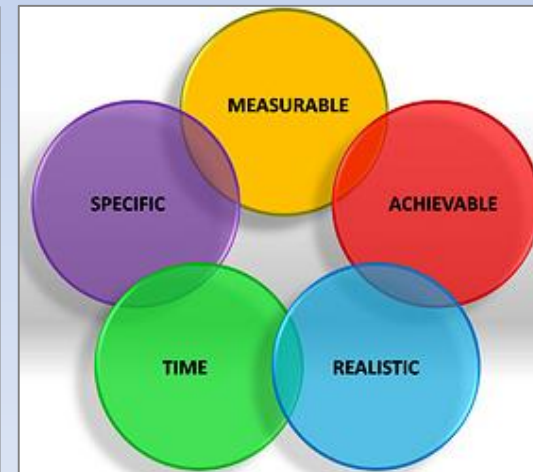 MEASURABLE
SPECIFIC
ACHIEVABLE
TIME
REALISTIC